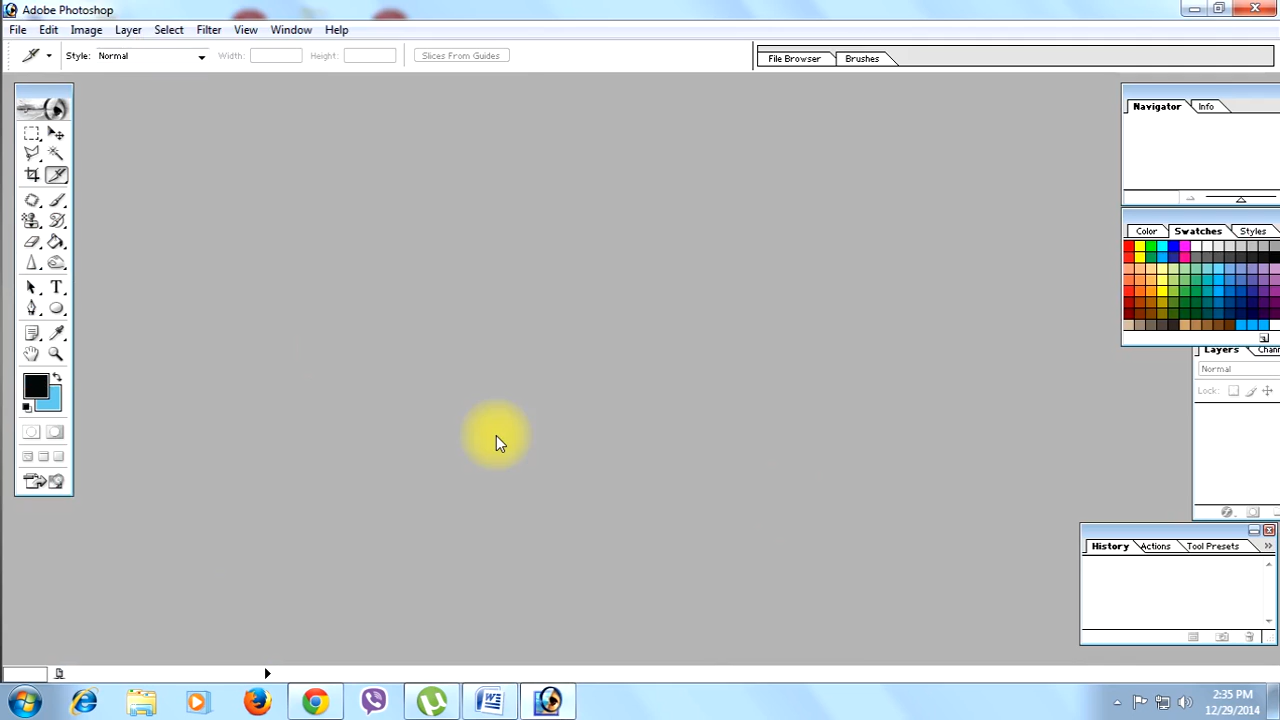 Adobe Photoshop
File Edit Image Layer Select Filter View Window Help
Style: Normal Width: Height: Slices From Guides File Browser Brushes
Navigator Info
Color Swatches Styles
T
Layers
Normal
Lock:
History Actions Tool Presets »
2:35 PM
12/29/2014